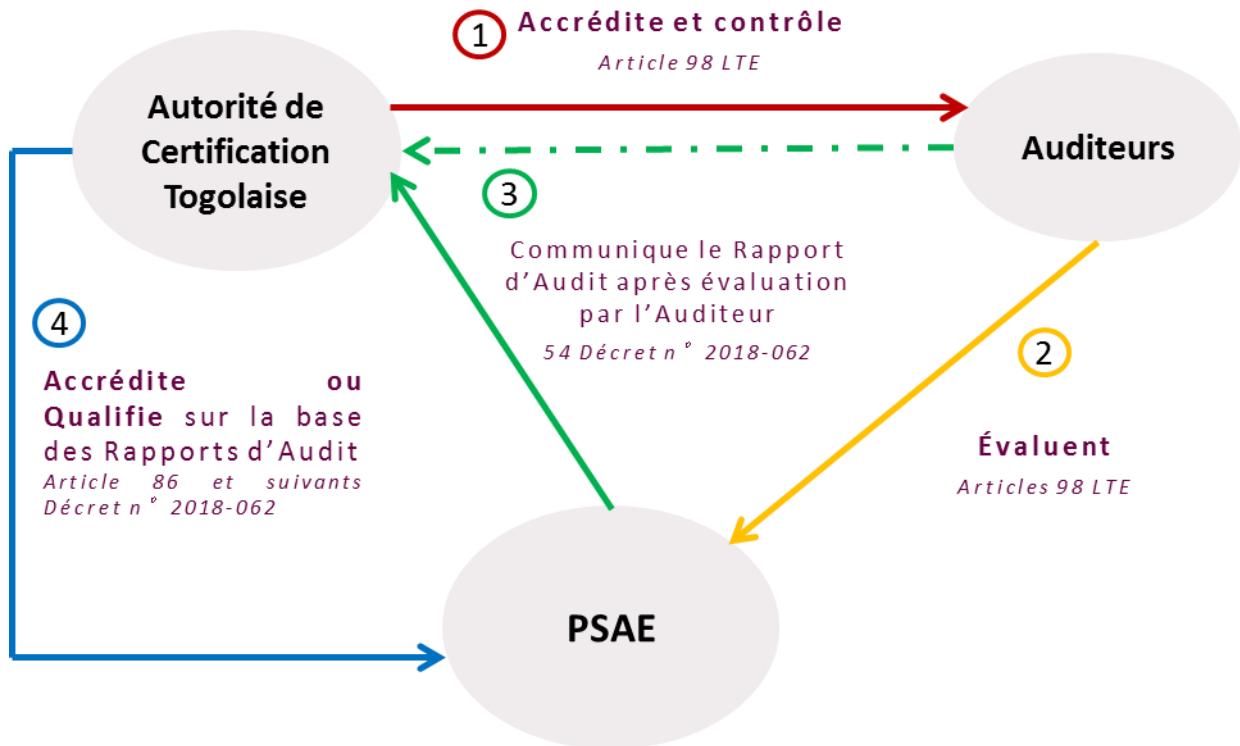 1
Accrédite et contrôle
Article 98 LTE
Autorité de
Certification
Togolaise
Auditeurs
3
Communique le Rapport
d’Audit après évaluation
par l’Auditeur
54 Décret n° 2018-062
4
Accrédite ou
Qualifie sur la base
des Rapports d’Audit
Article 86 et suivants
Décret n° 2018-062
2
Évaluent
Articles 98 LTE
PSAE